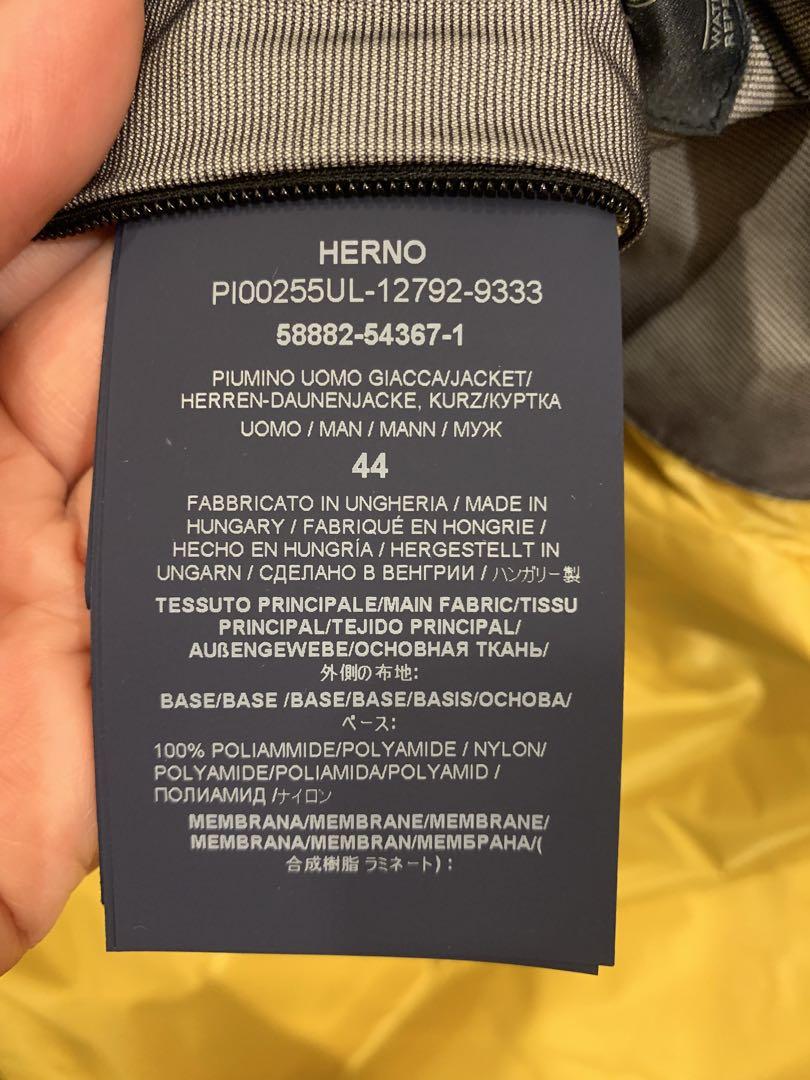 WAT
REPE
HERNO
PI00255UL-12792-9333
58882-54367-1
PIUMINO UOMO GIACCA/JACKET/
HERREN-DAUNENJACKE, KURZ/КУРТКА
UOMO / MAN / MANN / МУЖ
44
FABBRICATO IN UNGHERIA / MADE IN
HUNGARY / FABRIQUÉ EN HONGRIE /
HECHO EN HUNGRÍA / HERGESTELLT IN
UNGARN / СДЕЛАНО В ВЕНГРИИ / ハンガリー製
TESSUTO PRINCIPALE/MAIN FABRIC/TISSU
PRINCIPAL/TEJIDO PRINCIPAL/
AUßENGEWEBE/ОСНОВНАЯ ТКАНЬ/
外側の布地:
BASE/BASE /BASE/BASE/BASIS/ОСНОВА/
ベース:
100% POLIAMMIDE/POLYAMIDE / NYLON/
POLYAMIDE/POLIAMIDA/POLYAMID /
ПОЛИАМИД /ナイロン
MEMBRANA/MEMBRANE/MEMBRANE/
MEMBRANA/MEMBRAN/МЕМБРАНА/(
合成樹脂 ラミネート) :